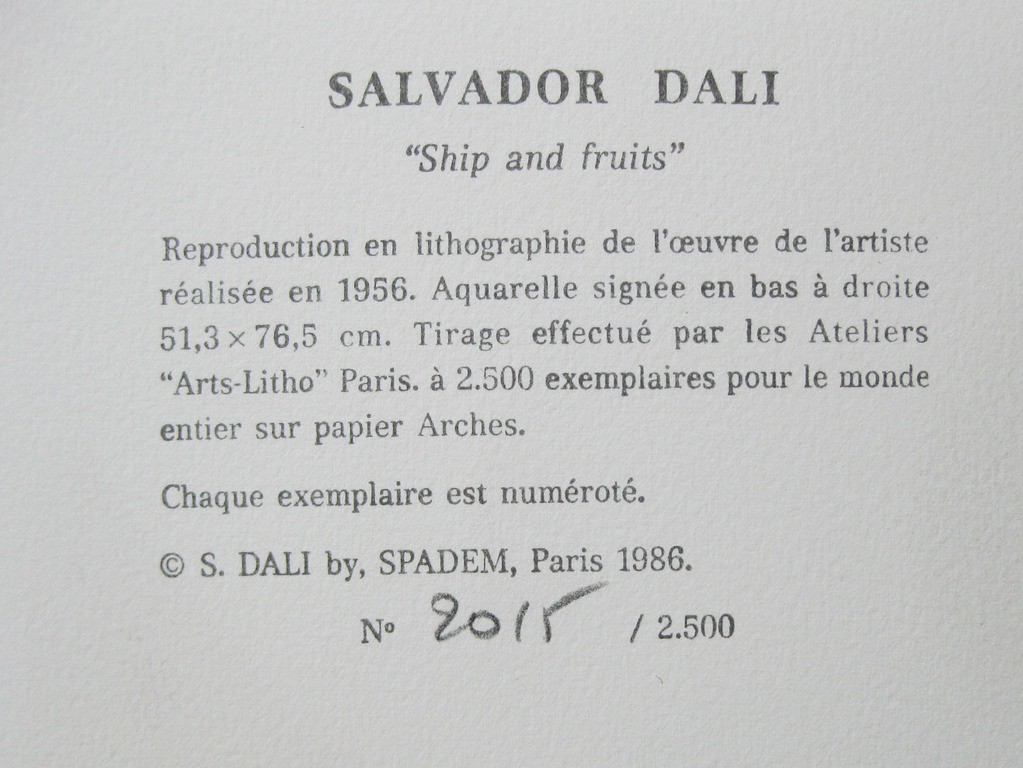 SALVADOR DALI
“Ship and fruits”
Reproduction en lithographie de l'œuvre de l'artiste
réalisée en 1956. Aquarelle signée en bas à droite
51,3 × 76,5 cm. Tirage effectué par les Ateliers
“Arts-Litho” Paris. à 2.500 exemplaires pour le monde
entier sur papier Arches.
Chaque exemplaire est numéroté.
© S. DALI by, SPADEM, Paris 1986.
Nº 2015 / 2.500